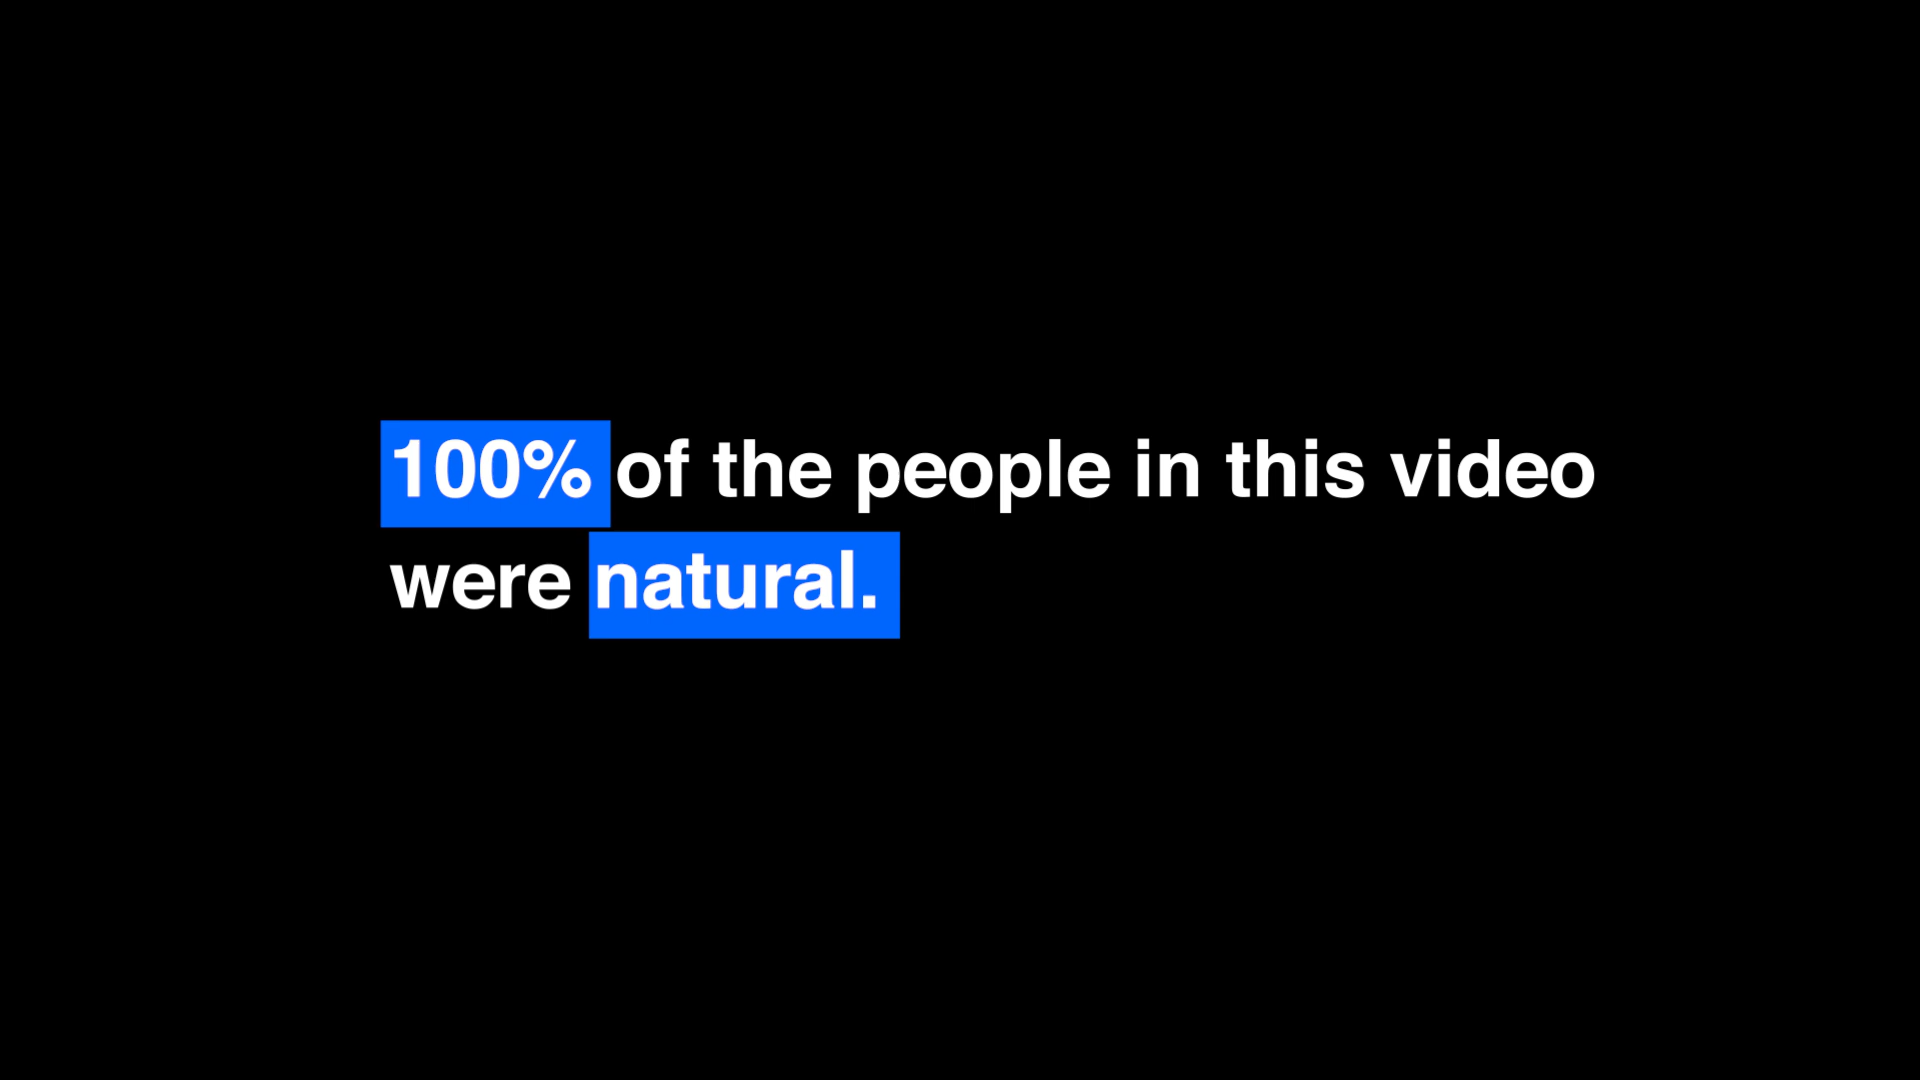 100% of the people in this video
were natural.